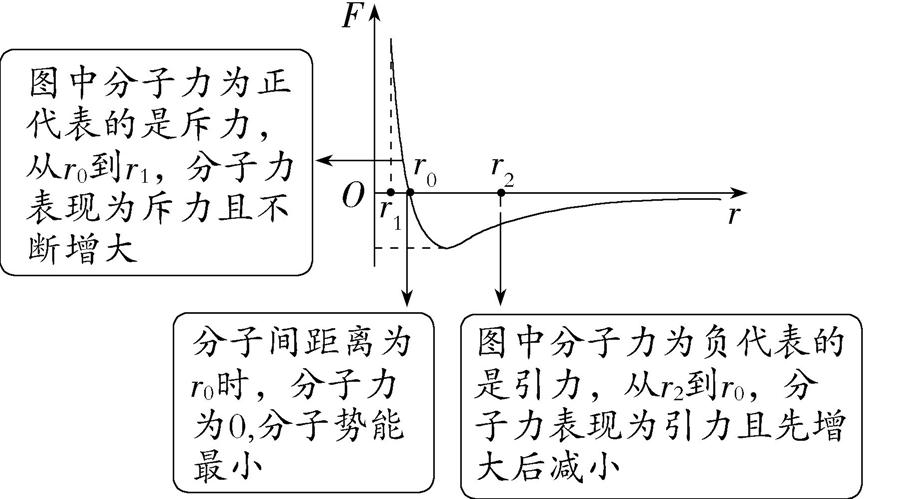 F
图中分子力为正
代表的是斥力，
从r₀到r₁，分子力
表现为斥力且不
断增大
r₀
r₂
O
r₁
r
分子间距离为
r₀时，分子力
为0,分子势能
最小
图中分子力为负代表的
是引力，从r₂到r₀，分
子力表现为引力且先增
大后减小